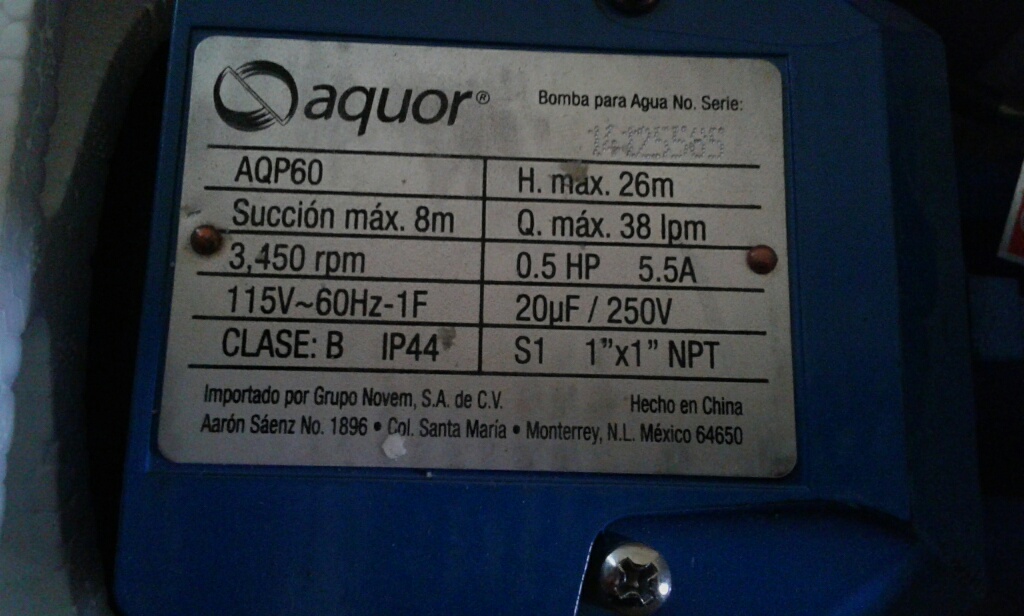 aquor®
Bomba para Agua No. Serie:
AQP60
H. max. 26m
Succión máx. 8m
Q. máx. 38 lpm
3,450 rpm
0.5 HP 5.5A
115V~60Hz-1F
20µF / 250V
CLASE: B IP44
S1 1”x1” NPT
Importado por Grupo Novem, S.A. de C.V.
Hecho en China
Aarón Sáenz No. 1896 • Col. Santa María • Monterrey, N.L. México 64650